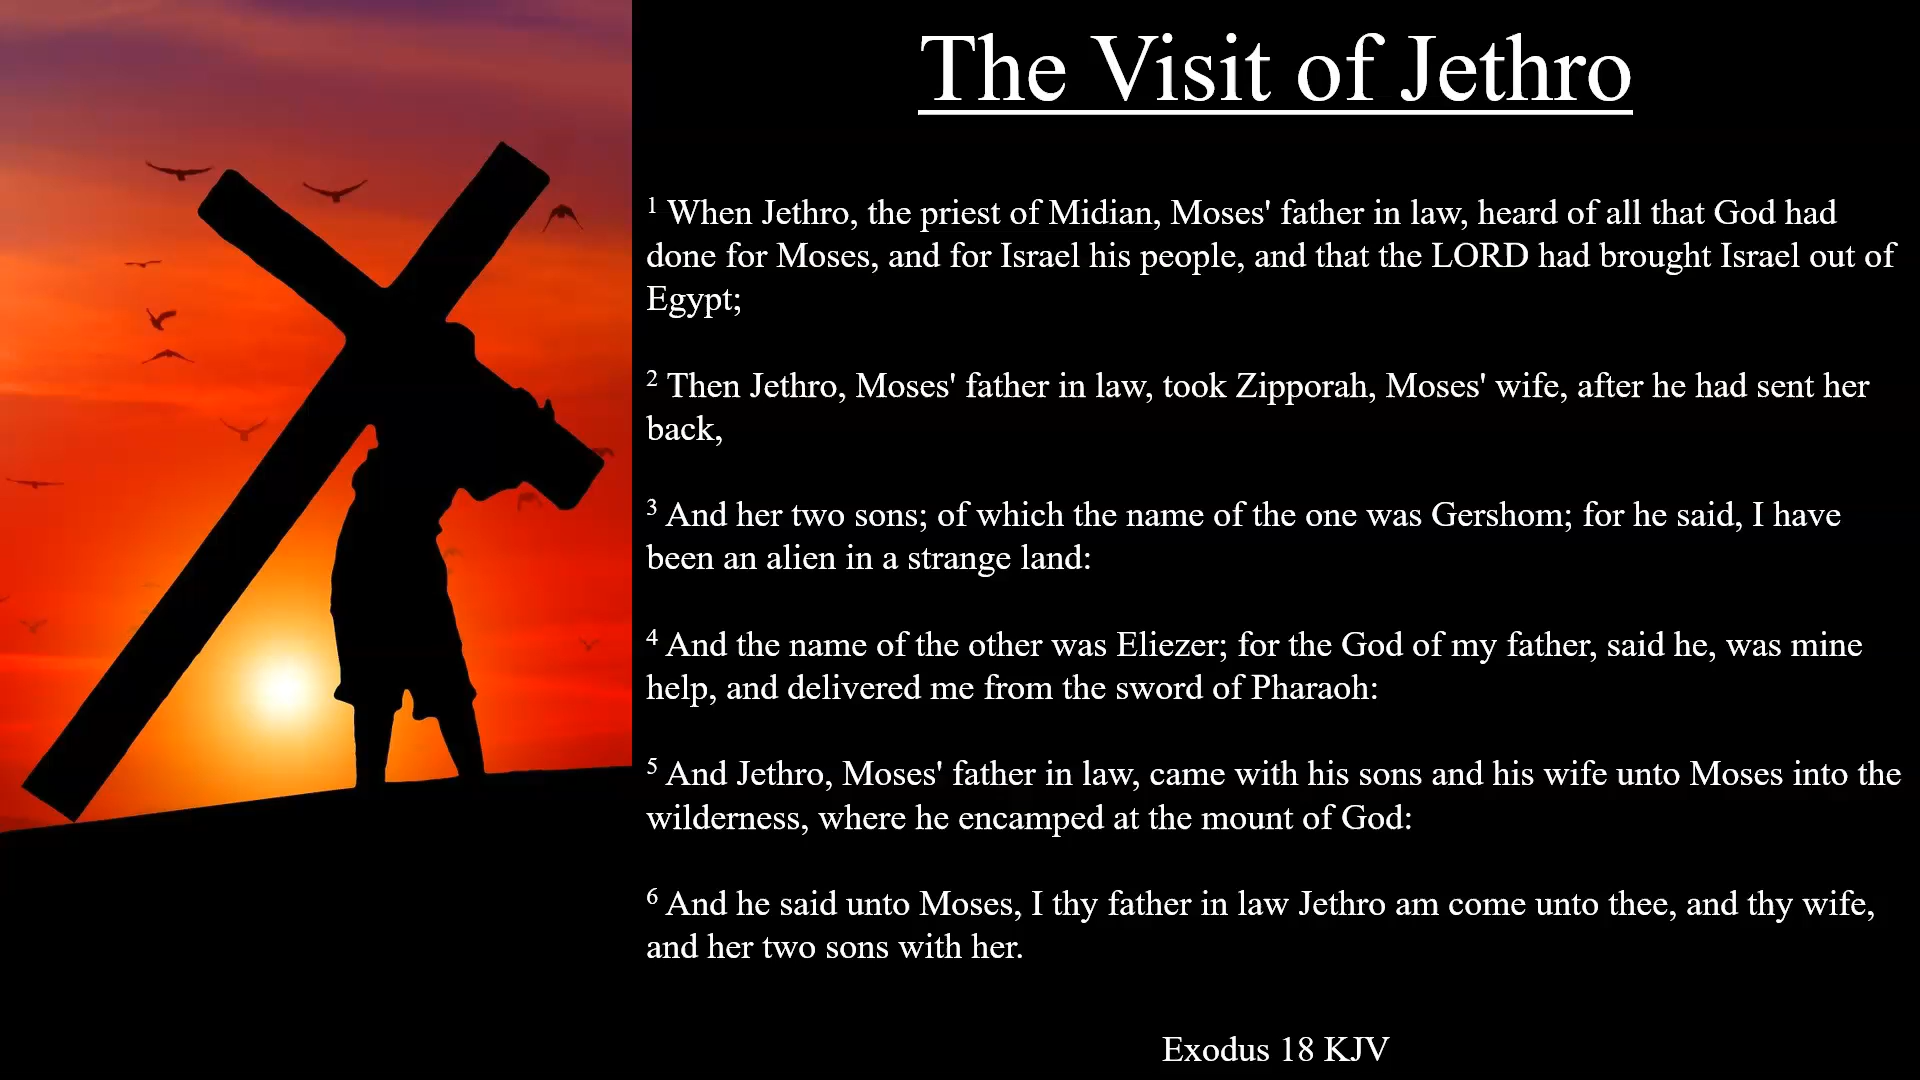 The Visit of Jethro
1 When Jethro, the priest of Midian, Moses' father in law, heard of all that God had
done for Moses, and for Israel his people, and that the LORD had brought Israel out of
Egypt;
2 Then Jethro, Moses' father in law, took Zipporah, Moses' wife, after he had sent her
back,
3 And her two sons; of which the name of the one was Gershom; for he said, I have
been an alien in a strange land:
4 And the name of the other was Eliezer; for the God of my father, said he, was mine
help, and delivered me from the sword of Pharaoh:
5 And Jethro, Moses' father in law, came with his sons and his wife unto Moses into the
wilderness, where he encamped at the mount of God:
6 And he said unto Moses, I thy father in law Jethro am come unto thee, and thy wife,
and her two sons with her.
Exodus 18 KJV